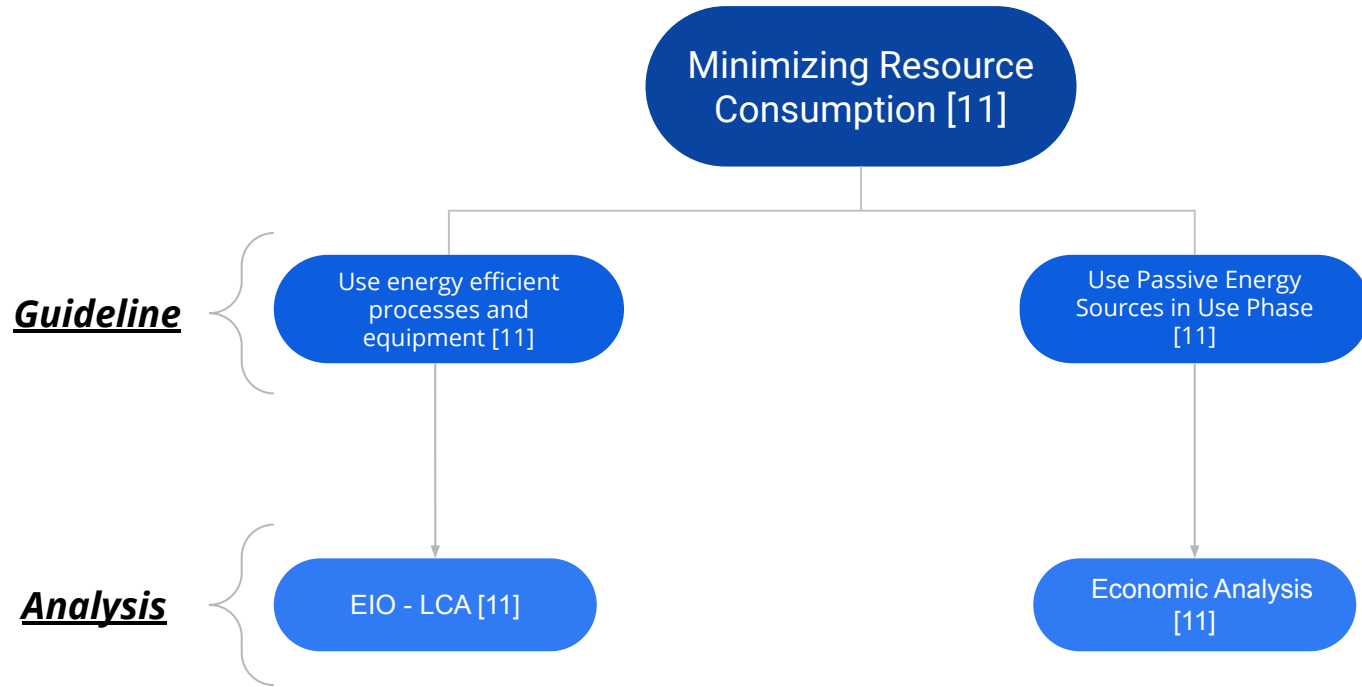 Minimizing Resource
Consumption [11]
Guideline
Use energy efficient
processes and
equipment [11]
Use Passive Energy
Sources in Use Phase
[11]
Analysis
EIO - LCA [11]
Economic Analysis
[11]